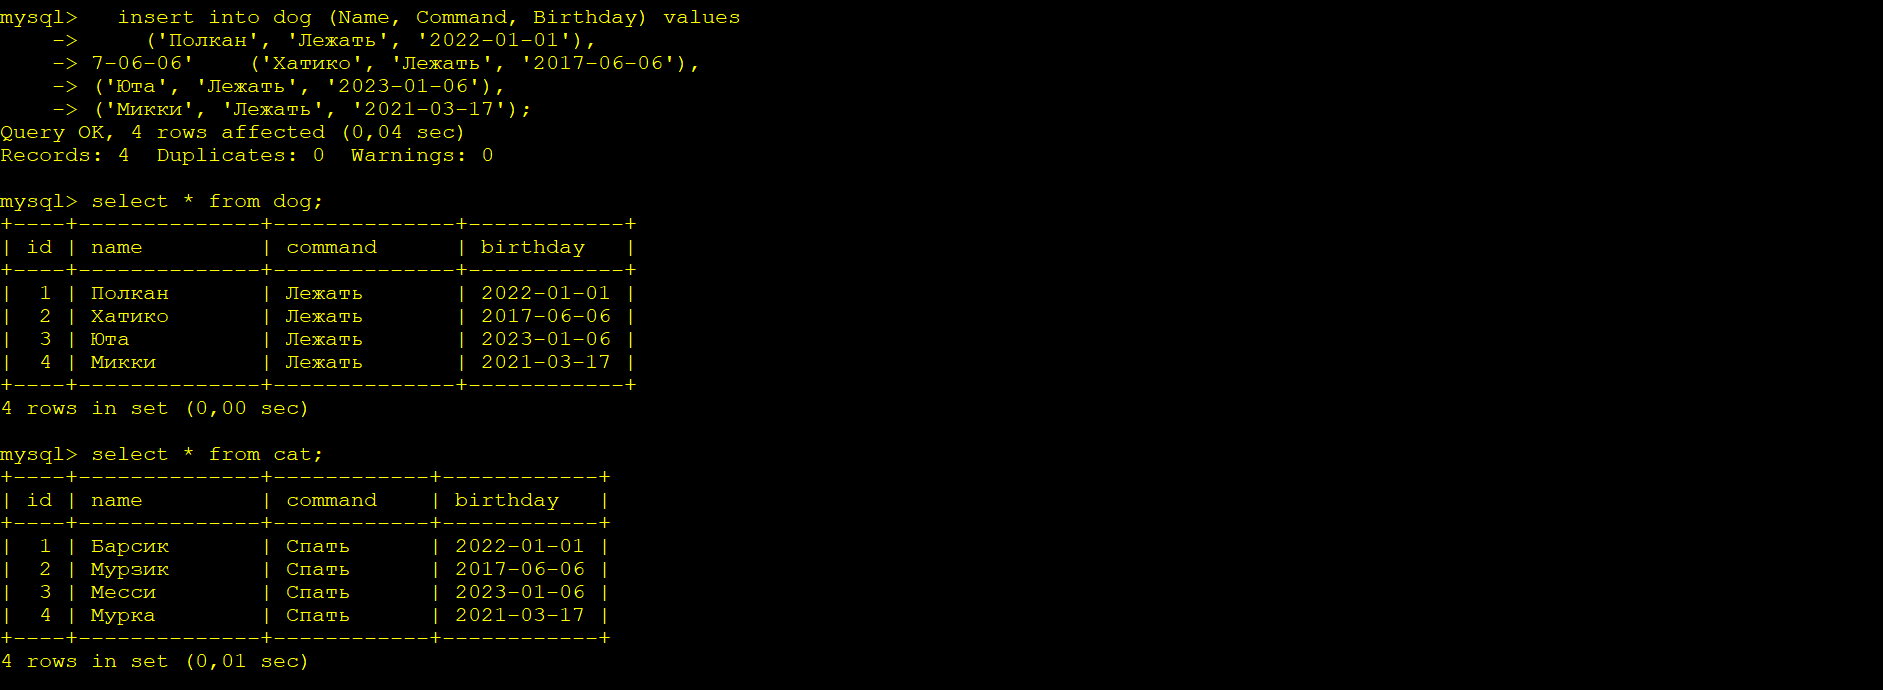 mysql>   insert into dog (Name, Command, Birthday) values
    ->     ('Полкан', 'Лежать', '2022-01-01'),
    -> 7-06-06'    ('Хатико', 'Лежать', '2017-06-06'),
    -> ('Юта', 'Лежать', '2023-01-06'),
    -> ('Микки', 'Лежать', '2021-03-17');
Query OK, 4 rows affected (0,04 sec)
Records: 4  Duplicates: 0  Warnings: 0

mysql> select * from dog;
+----+--------------+--------------+------------+
| id | name         | command      | birthday   |
+----+--------------+--------------+------------+
|  1 | Полкан       | Лежать       | 2022-01-01 |
|  2 | Хатико       | Лежать       | 2017-06-06 |
|  3 | Юта          | Лежать       | 2023-01-06 |
|  4 | Микки        | Лежать       | 2021-03-17 |
+----+--------------+--------------+------------+
4 rows in set (0,00 sec)

mysql> select * from cat;
+----+--------------+------------+------------+
| id | name         | command    | birthday   |
+----+--------------+------------+------------+
|  1 | Барсик       | Спать      | 2022-01-01 |
|  2 | Мурзик       | Спать      | 2017-06-06 |
|  3 | Месси        | Спать      | 2023-01-06 |
|  4 | Мурка        | Спать      | 2021-03-17 |
+----+--------------+------------+------------+
4 rows in set (0,01 sec)